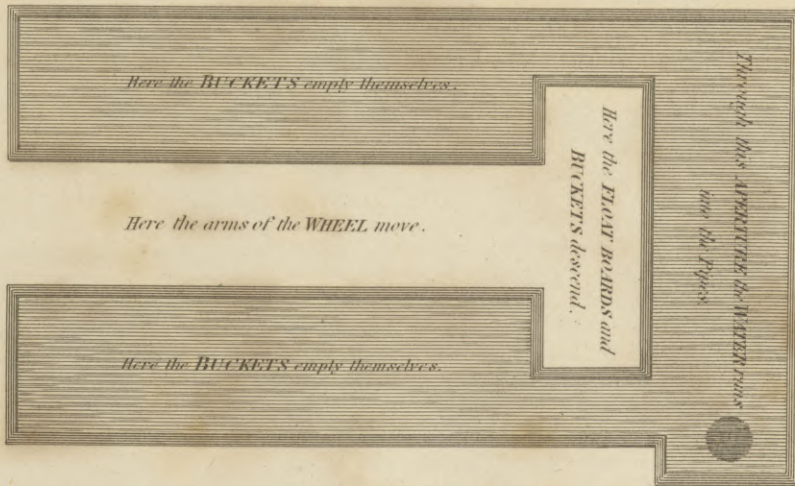 Here the BUCKETS empty themselves.
Here the arms of the WHEEL move.
Here the BUCKETS empty themselves.
Here the FLOAT BOARDS and
BUCKETS descend.
Through this APERTURE the WATER runs
into the Pipes.